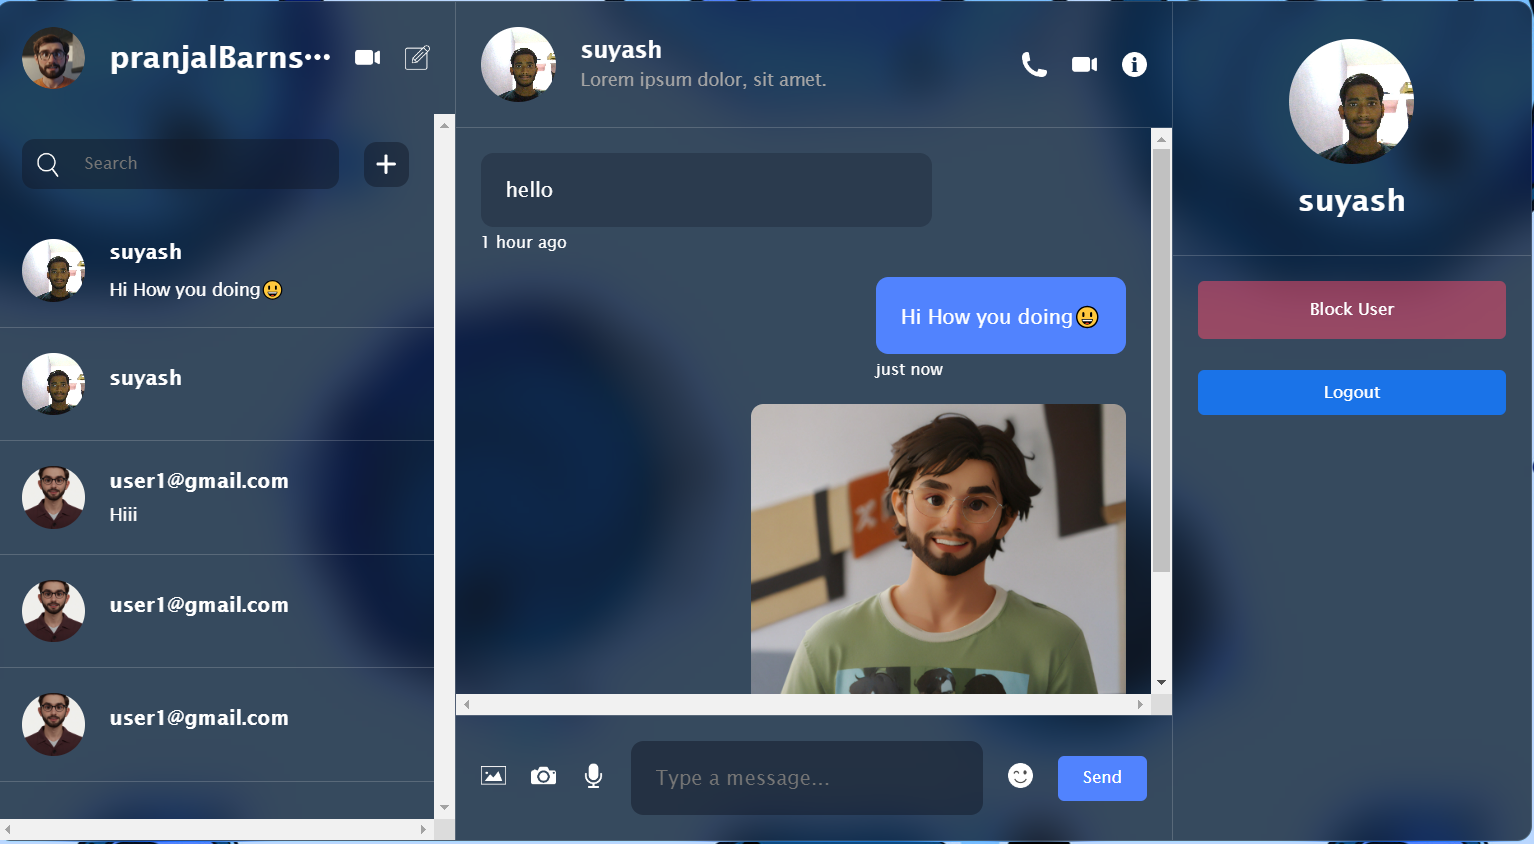 pranjalBarns...
Search
suyash
Hi How you doing😃
suyash
user1@gmail.com
Hiii
user1@gmail.com
user1@gmail.com
suyash
Lorem ipsum dolor, sit amet.
hello
1 hour ago
Hi How you doing😃
just now
Type a message...
Send
suyash
Block User
Logout